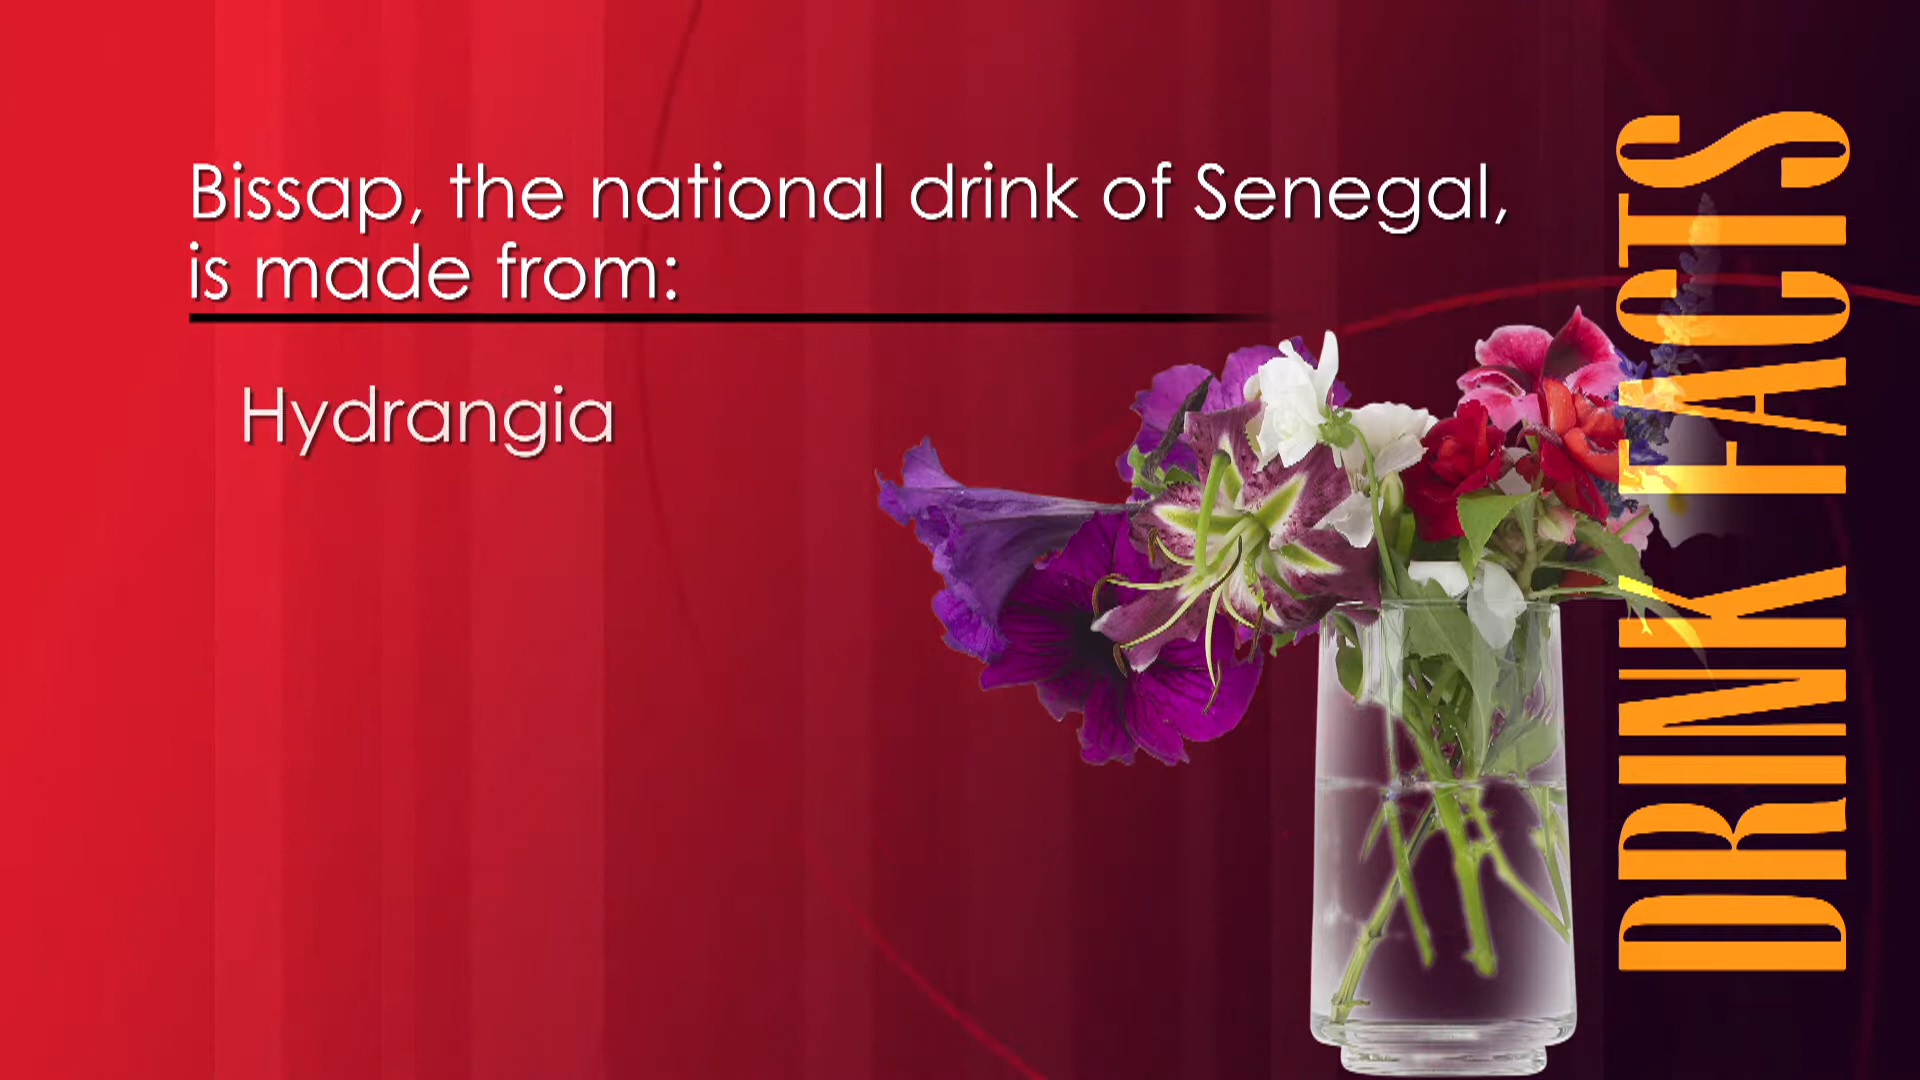 Bissap, the national drink of Senegal,
is made from:
Hydrangia
DRINK FACTS